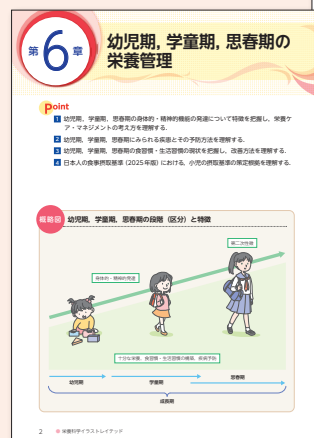 第6章
幼児期，学童期，思春期の
栄養管理
Point
1 幼児期，学童期，思春期の身体的・精神的機能の発達について特徴を把握し，栄養ケ
ア・マネジメントの考え方を理解する．
2 幼児期，学童期，思春期にみられる疾患とその予防方法を理解する．
3 幼児期，学童期，思春期の食習慣・生活習慣の現状を把握し，改善方法を理解する．
4 日本人の食事摂取基準（2025年版）における，小児の摂取基準の策定根拠を理解する．
概略図 幼児期，学童期，思春期の段階（区分）と特徴
第二次性徴
身体的・精神的発達
十分な栄養，食習慣・生活習慣の構築，疾病予防
幼児期
学童期
思春期
成長期
2 栄養科学イラストレイテッド